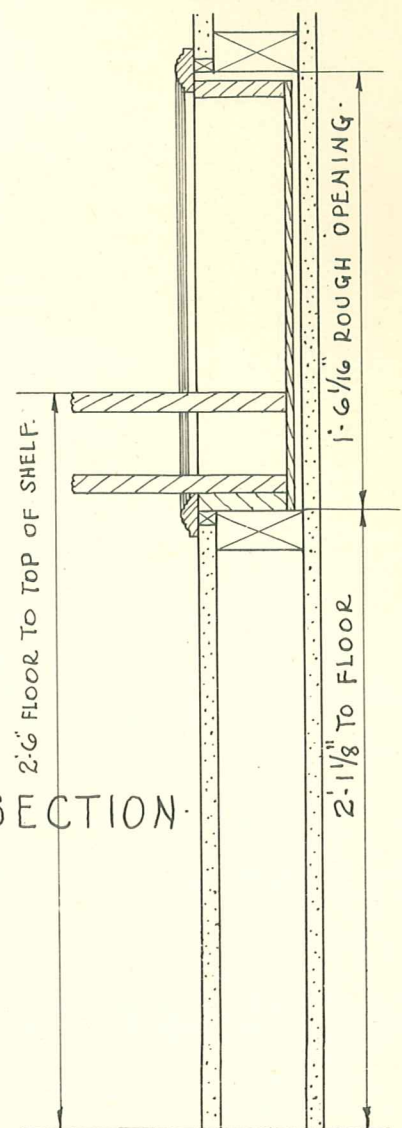 1'-6 1/16" ROUGH OPENING.
2'-6" FLOOR TO TOP OF SHELF.
2'-1 1/8" TO FLOOR
SECTION.